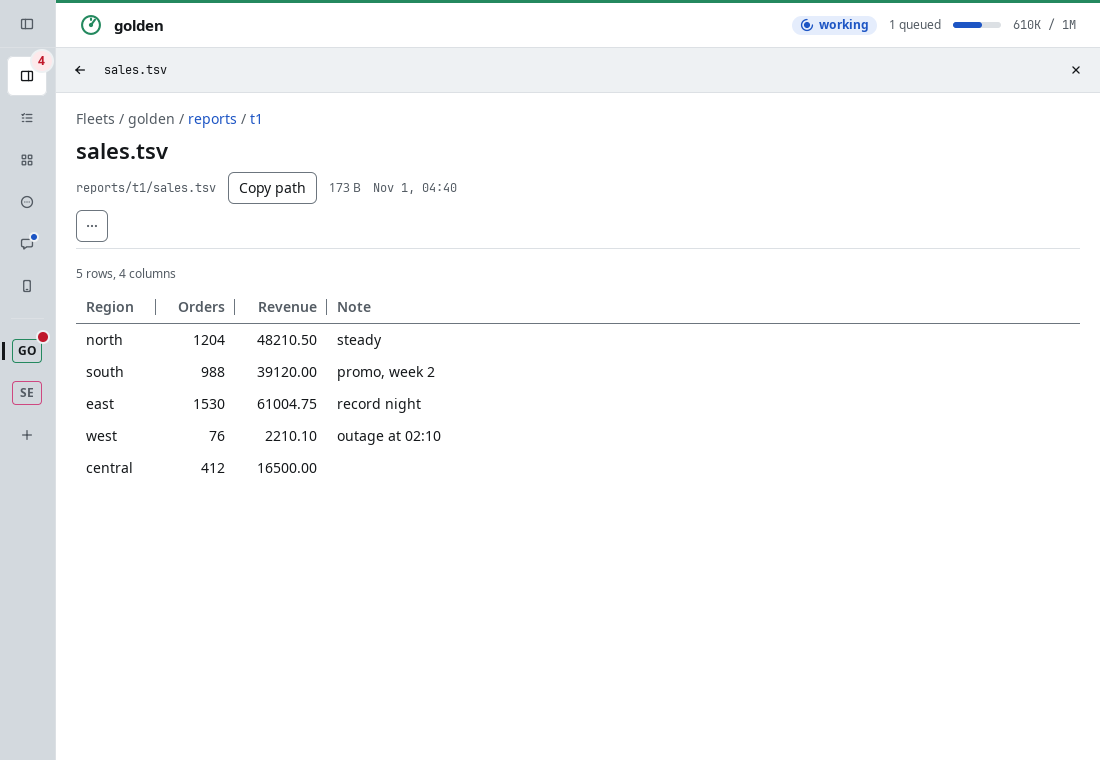 golden
working
1 queued
610K / 1M
4
sales.tsv
Fleets / golden / reports / t1
sales.tsv
reports/t1/sales.tsv
Copy path
173 B
Nov 1, 04:40
...
5 rows, 4 columns
Region Orders Revenue Note
north 1204 48210.50 steady
south 988 39120.00 promo, week 2
east 1530 61004.75 record night
west 76 2210.10 outage at 02:10
central 412 16500.00
GO
SE